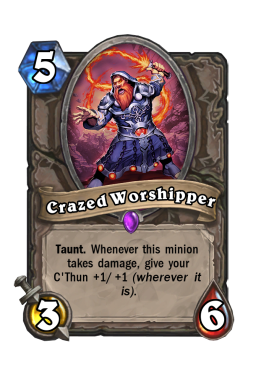 5
Crazed Worshipper
Taunt. Whenever this minion
takes damage, give your
C'Thun +1/ +1 (wherever it
is).
3
6